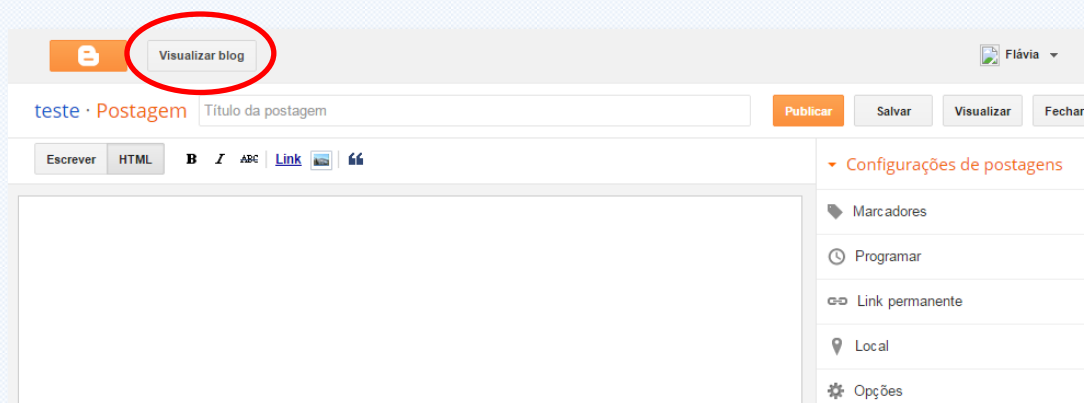 Visualizar blog
Flávia
teste · Postagem Título da postagem Publicar Salvar Visualizar Fechar
Escrever HTML B I ABC Link
Configurações de postagens
Marcadores
Programar
Link permanente
Local
Opções